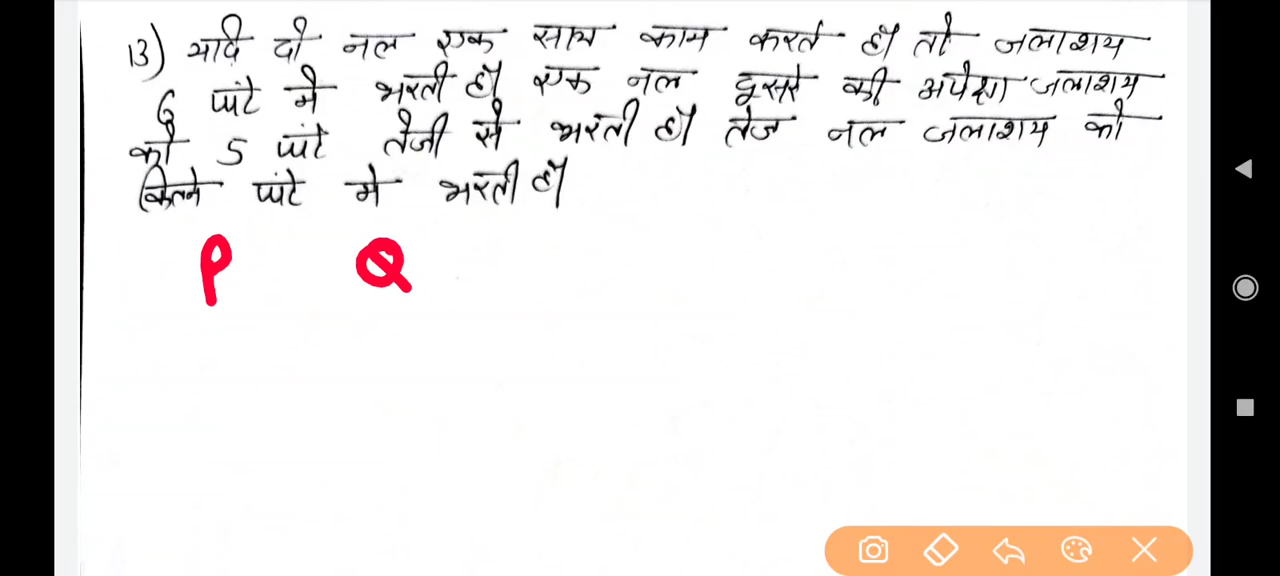 13) यदि दो नल एक साथ काम करते हैं तो जलाशय
6 घंटे मे भरती हैं एक नल दूसरे की अपेक्षा जलाशय
को 5 घंटे तेजी से भरती हैं तेज नल जलाशय को
कितने घंटे मे भरती हैं
P Q